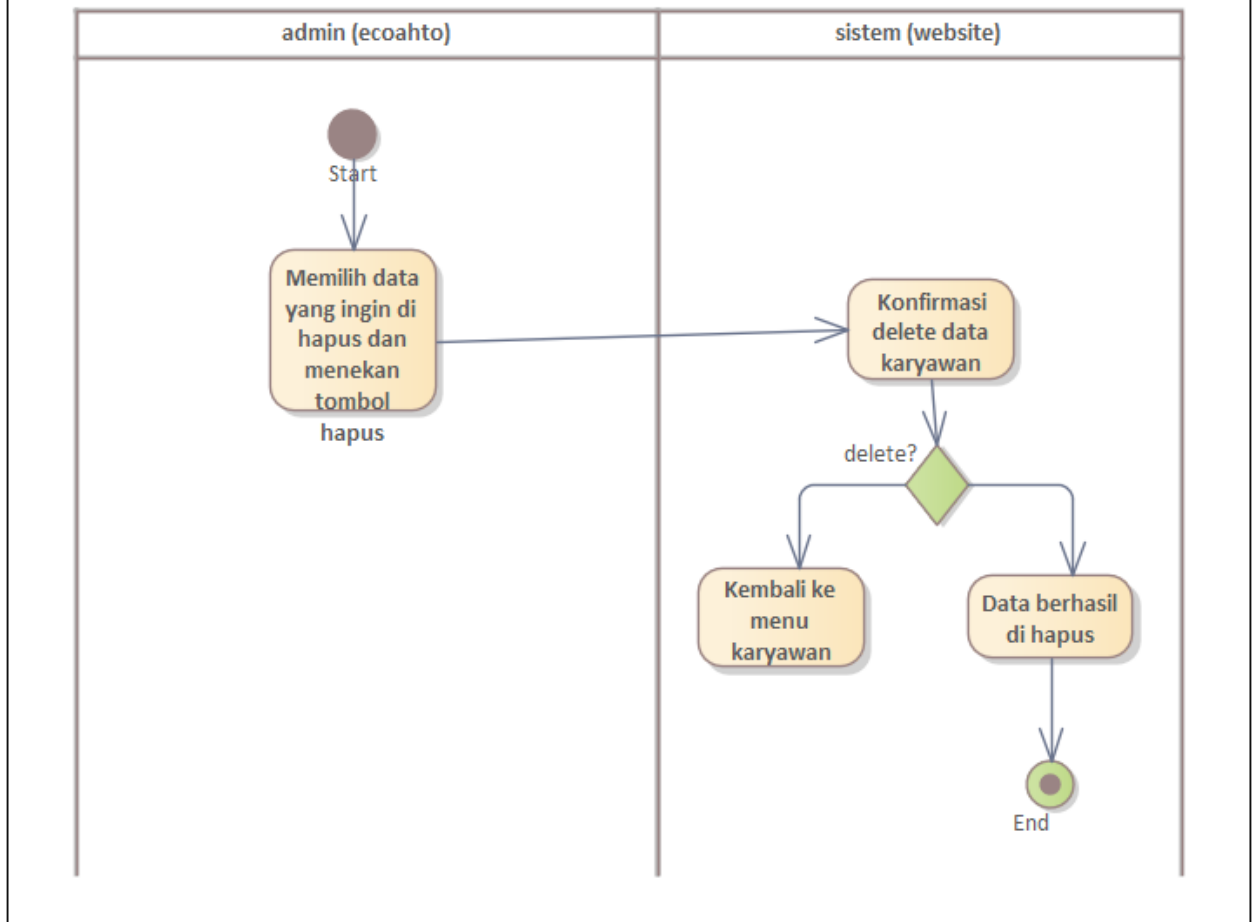 admin (ecoahto)
sistem (website)
Start
Memilih data
yang ingin di
hapus dan
menekan
tombol
hapus
Konfirmasi
delete data
karyawan
delete?
Kembali ke
menu
karyawan
Data berhasil
di hapus
End